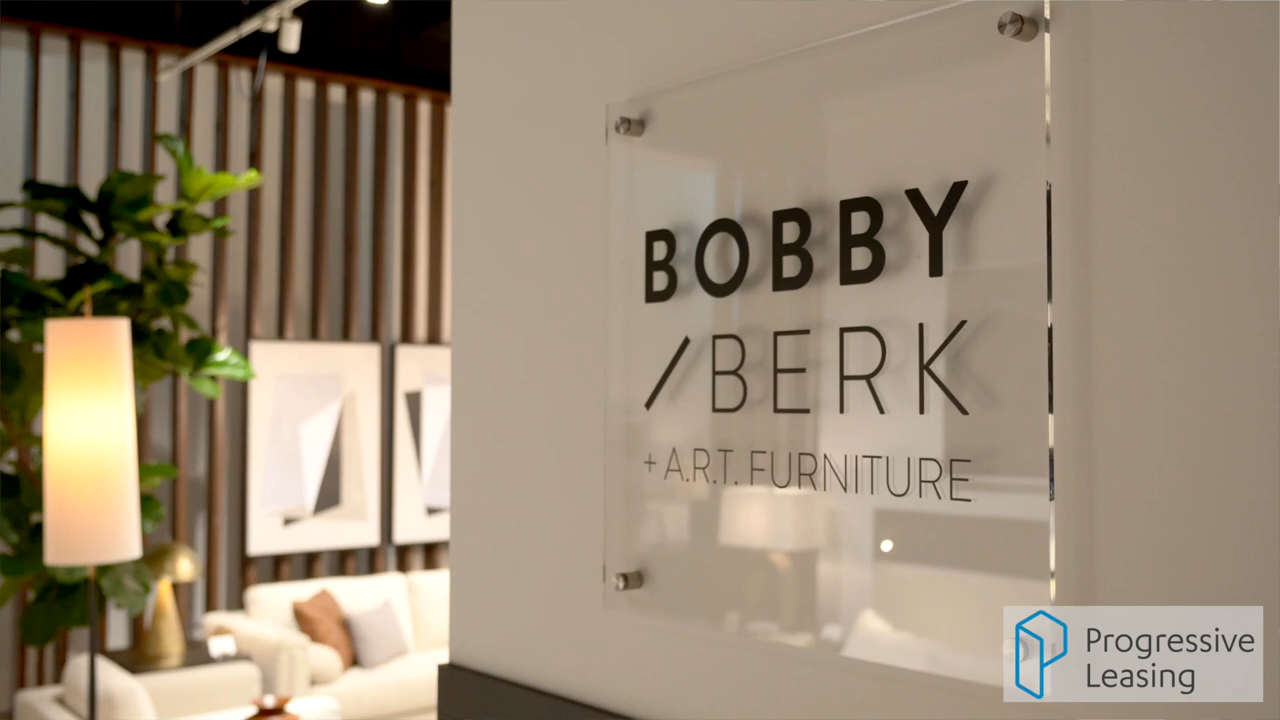 BOBBY
/BERK
+ A.R.T. FURNITURE
Progressive
Leasing